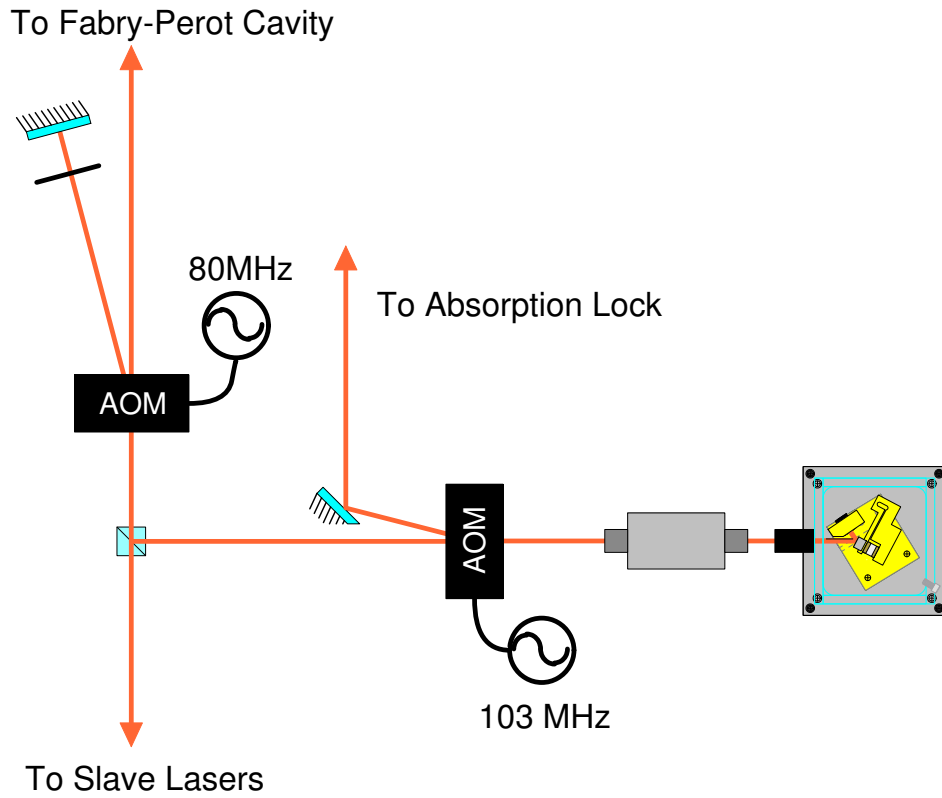 To Fabry-Perot Cavity
80MHz
To Absorption Lock
AOM
AOM
103 MHz
To Slave Lasers